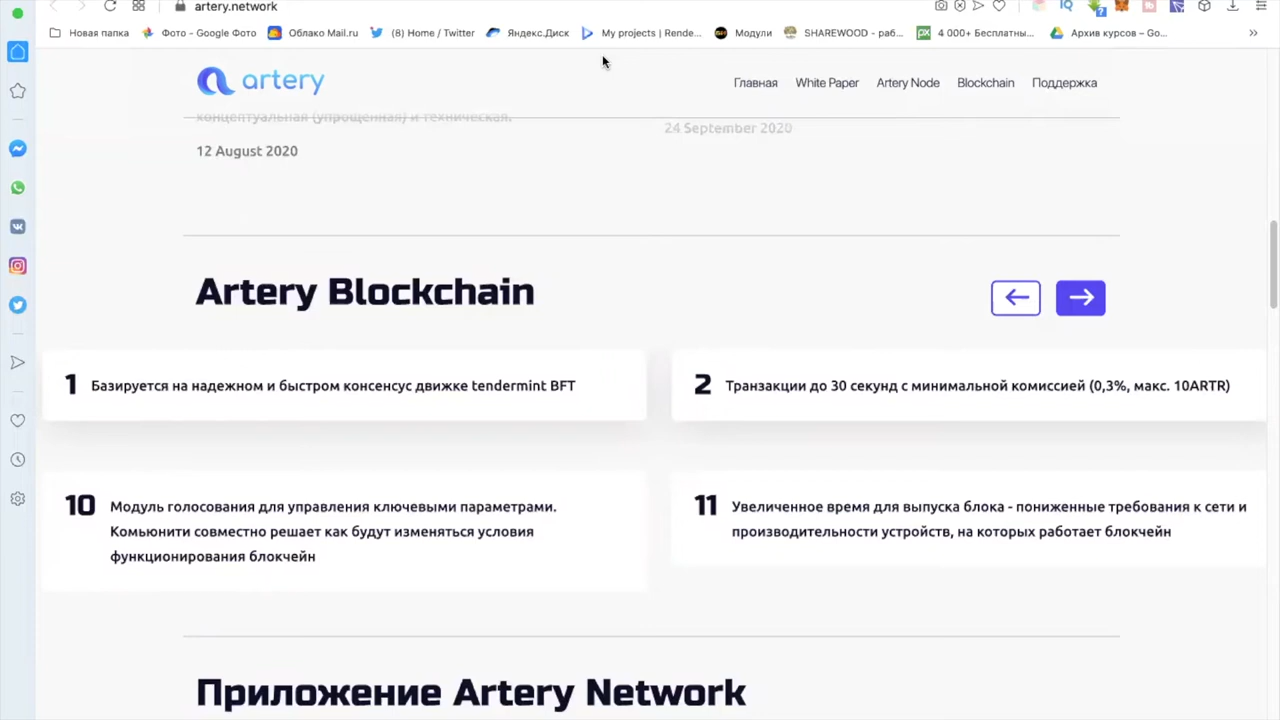 artery.network
Новая папка
Фото - Google Фото
Облако Mail.ru
(8) Home / Twitter
Яндекс.Диск
My projects | Rende...
Модули
SHAREWOOD - раб...
4 000+ Бесплатны...
Архив курсов – Go...
artery
Главная
White Paper
Artery Node
Blockchain
Поддержка
концептуальная (упрощенная) и техническая.
24 September 2020
12 August 2020
Artery Blockchain
1 Базируется на надежном и быстром консенсус движке tendermint BFT
2 Транзакции до 30 секунд с минимальной комиссией (0,3%, макс. 10ARTR)
10 Модуль голосования для управления ключевыми параметрами.
Комьюнити совместно решает как будут изменяться условия
функционирования блокчейн
11 Увеличенное время для выпуска блока - пониженные требования к сети и
производительности устройств, на которых работает блокчейн
Приложение Artery Network